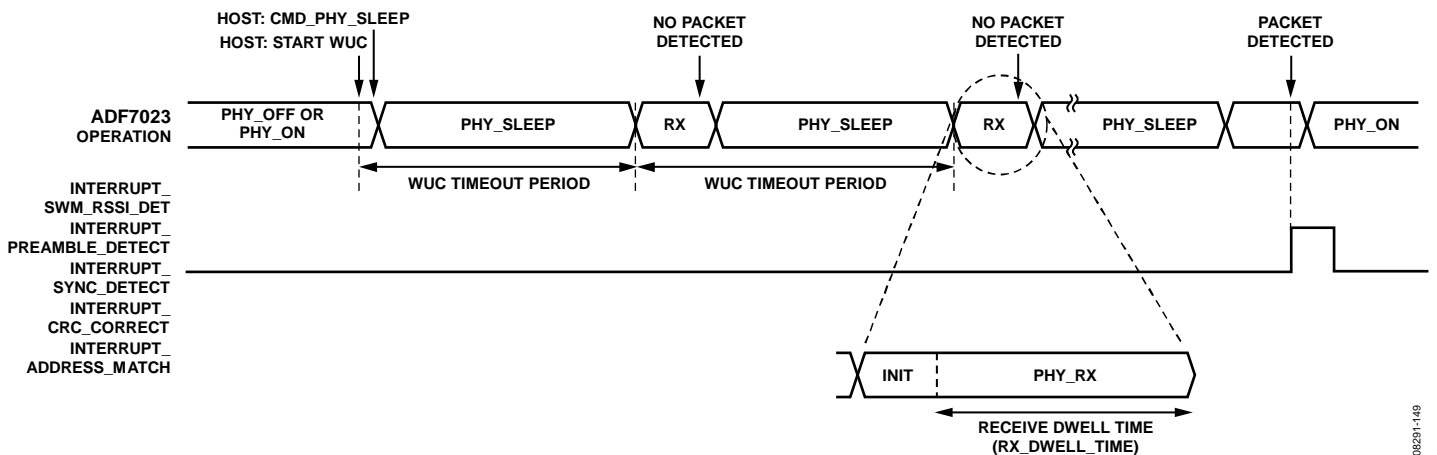 HOST: CMD_PHY_SLEEP
HOST: START WUC
NO PACKET
DETECTED
NO PACKET
DETECTED
PACKET
DETECTED
ADF7023
OPERATION
PHY_OFF OR
PHY_ON
PHY_SLEEP
RX
PHY_SLEEP
RX
PHY_SLEEP
PHY_ON
WUC TIMEOUT PERIOD
WUC TIMEOUT PERIOD
INTERRUPT_
SWM_RSSI_DET
INTERRUPT_
PREAMBLE_DETECT
INTERRUPT_
SYNC_DETECT
INTERRUPT_
CRC_CORRECT
INTERRUPT_
ADDRESS_MATCH
INIT
PHY_RX
RECEIVE DWELL TIME
(RX_DWELL_TIME)
08291-149